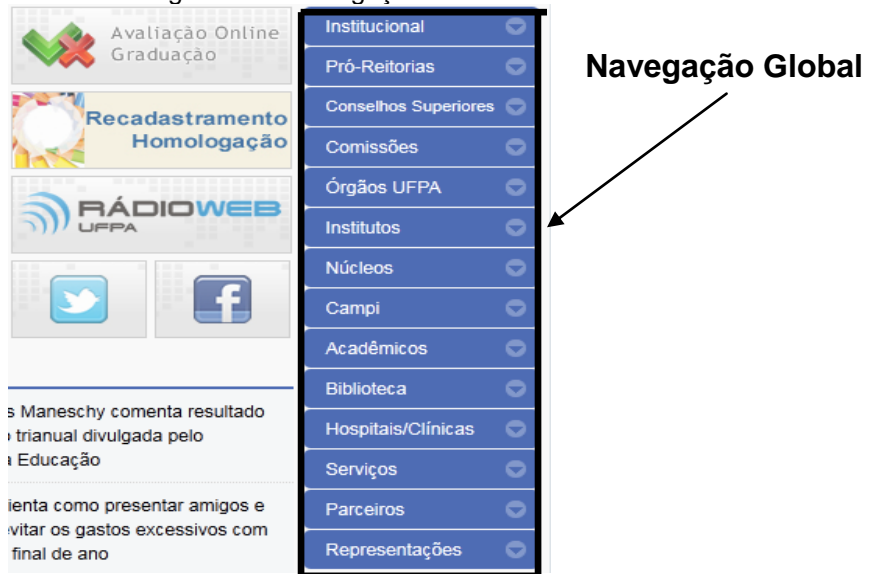 Avaliação Online
Graduação
Recadastramento
Homologação
RÁDIOWEB
UFPA
s Maneschy comenta resultado
trianual divulgada pelo
Educação
ienta como presentar amigos e
evitar os gastos excessivos com
final de ano
Institucional
Pró-Reitorias
Conselhos Superiores
Comissões
Órgãos UFPA
Institutos
Núcleos
Campi
Acadêmicos
Biblioteca
Hospitais/Clínicas
Serviços
Parceiros
Representações
Navegação Global